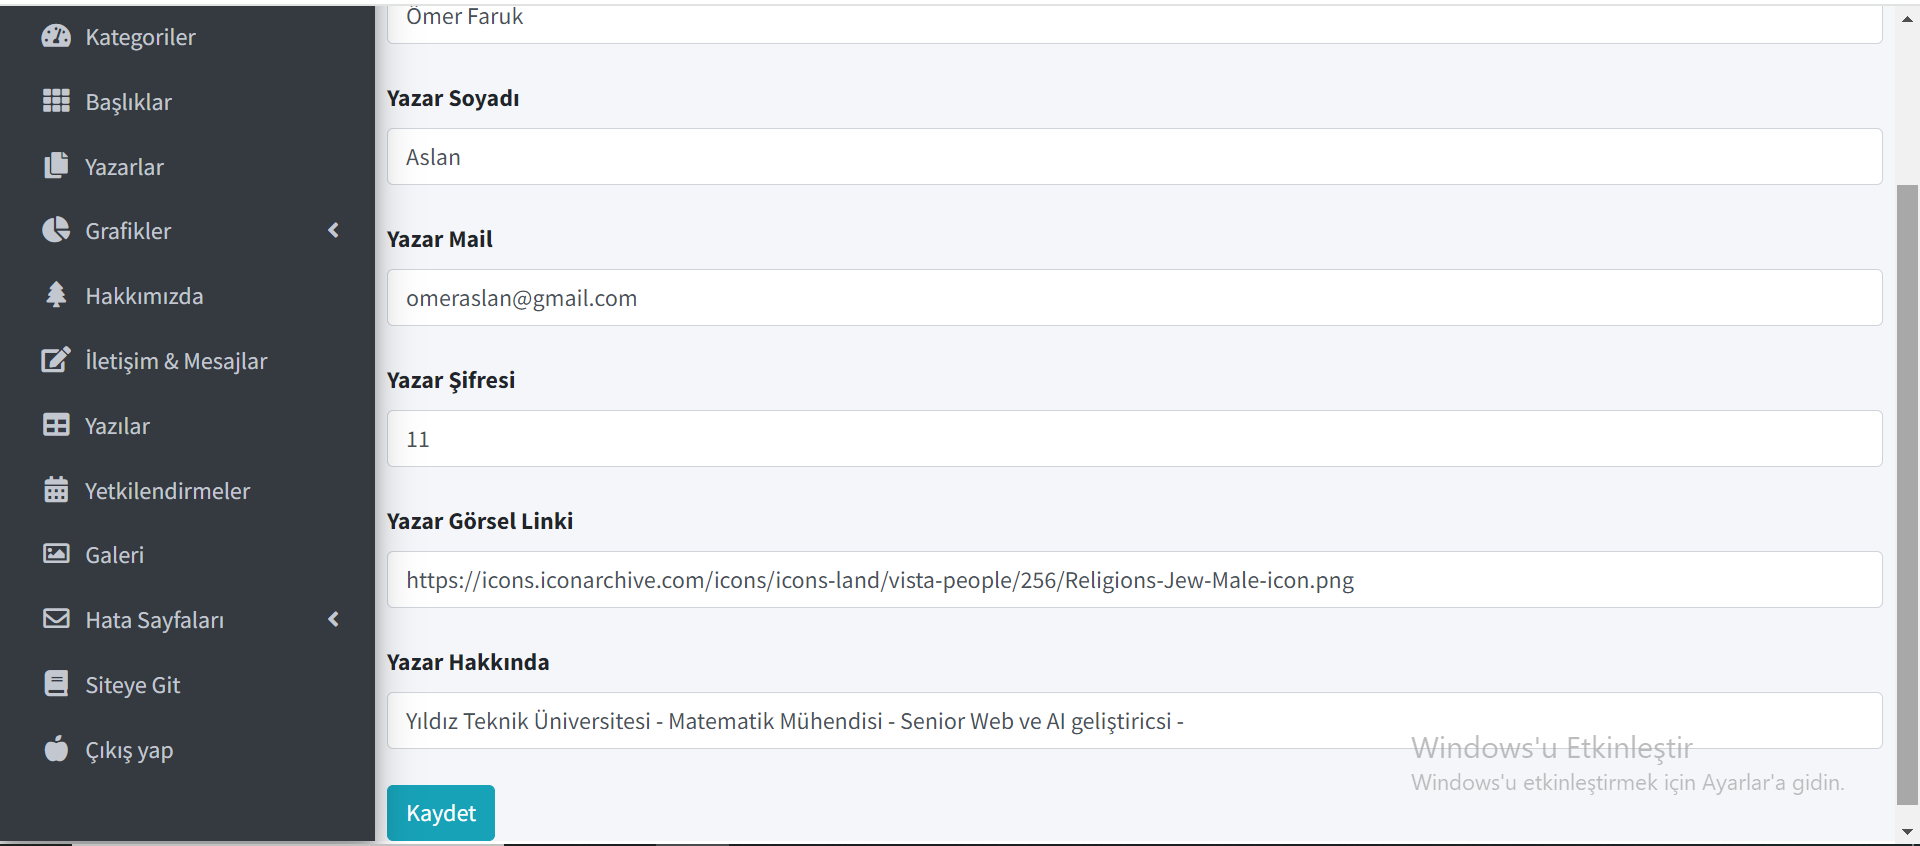 Kategoriler
Başlıklar
Yazarlar
Grafikler
Hakkımızda
İletişim & Mesajlar
Yazılar
Yetkilendirmeler
Galeri
Hata Sayfaları
Siteye Git
Çıkış yap
Ömer Faruk
Yazar Soyadı
Aslan
Yazar Mail
omeraslan@gmail.com
Yazar Şifresi
11
Yazar Görsel Linki
https://icons.iconarchive.com/icons/icons-land/vista-people/256/Religions-Jew-Male-icon.png
Yazar Hakkında
Yıldız Teknik Üniversitesi - Matematik Mühendisi - Senior Web ve AI geliştiricsi -
Kaydet
Windows'u Etkinleştir
Windows'u etkinleştirmek için Ayarlar'a gidin.